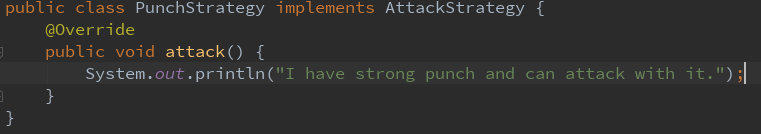 public class PunchStrategy implements AttackStrategy {
    @Override
    public void attack() {
        System.out.println("I have strong punch and can attack with it.");
    }
}